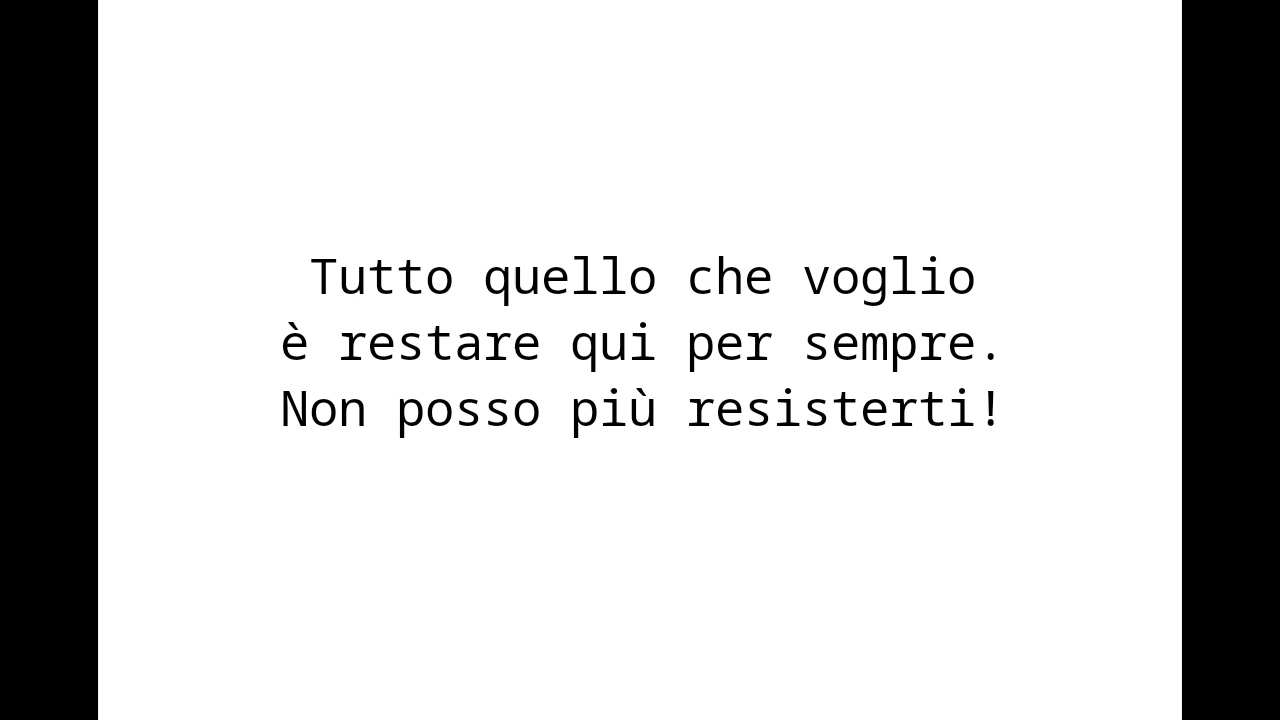 Tutto quello che voglio
è restare qui per sempre.
Non posso più resisterti!